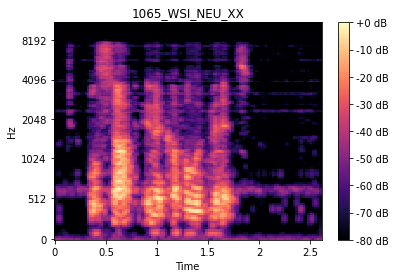 1065_WSI_NEU_XX
+0 dB
8192
-10 dB
4096
-20 dB
-30 dB
2048
Hz
-40 dB
1024
-50 dB
512
-60 dB
-70 dB
0
-80 dB
0 0.5 1 1.5 2 2.5
Time